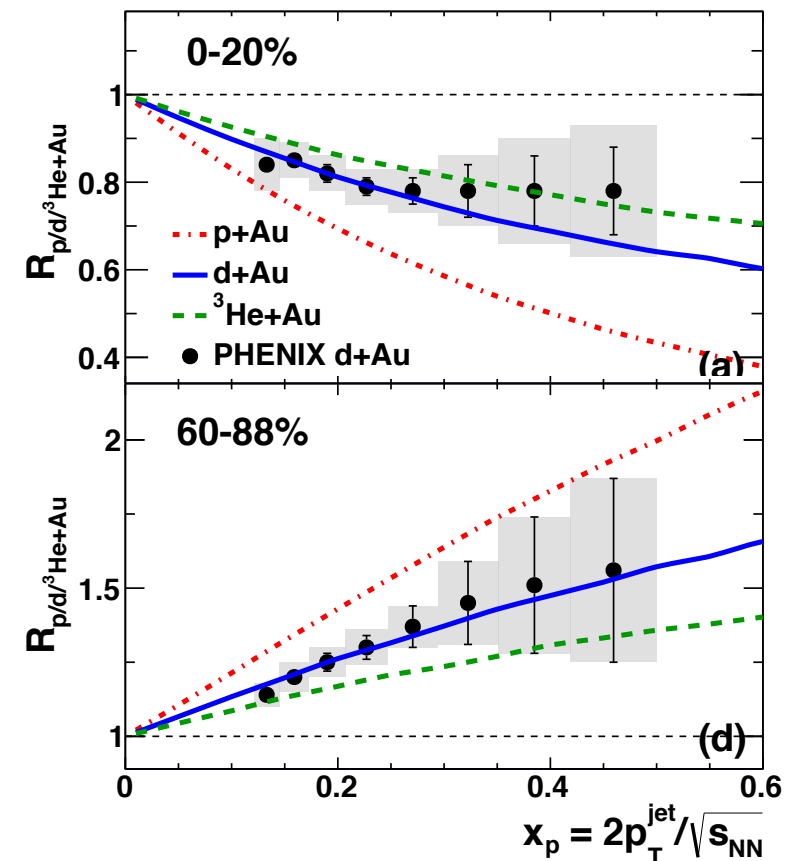 0-20%
R_{p/d/^3He+Au}
1
0.8
0.6
0.4
p+Au
d+Au
^3He+Au
PHENIX d+Au
(a)
60-88%
R_{p/d/^3He+Au}
2
1.5
1
(d)
0 0.2 0.4 0.6
x_p = 2p_T^{jet}/√s_{NN}